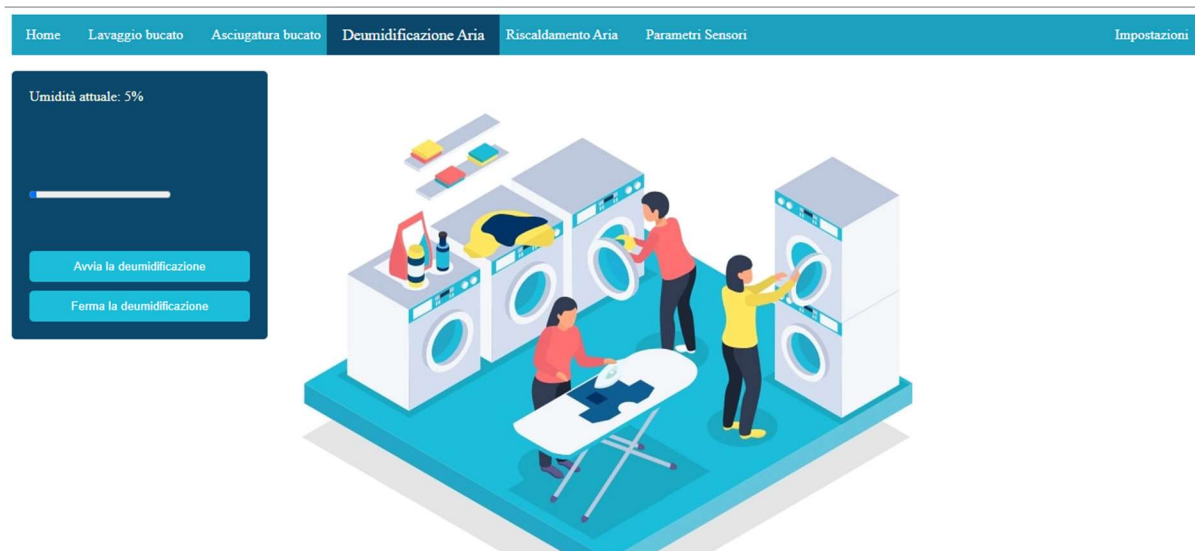 Home Lavaggio bucato Asciugatura bucato Deumidificazione Aria Riscaldamento Aria Parametri Sensori Impostazioni
Umidità attuale: 5%
Avvia la deumidificazione
Ferma la deumidificazione